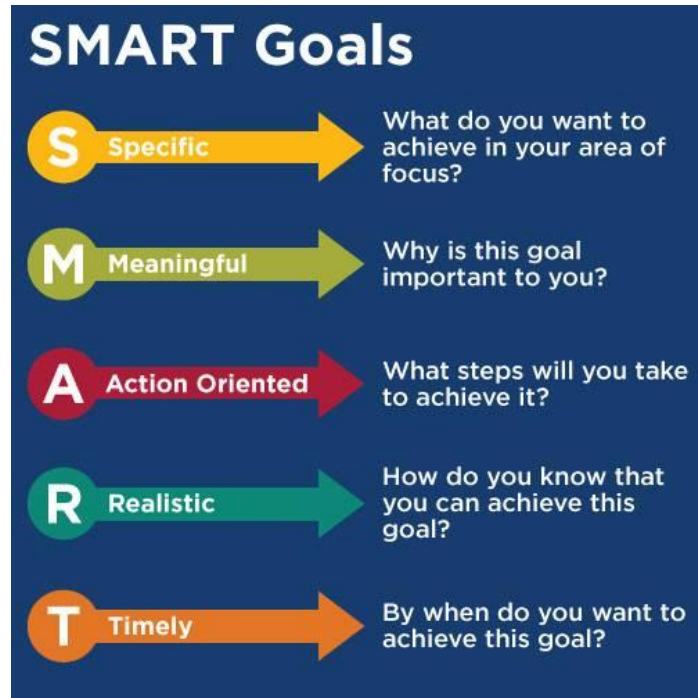 SMART Goals
S Specific
What do you want to
achieve in your area of
focus?
M Meaningful
Why is this goal
important to you?
A Action Oriented
What steps will you take
to achieve it?
R Realistic
How do you know that
you can achieve this
goal?
T Timely
By when do you want to
achieve this goal?